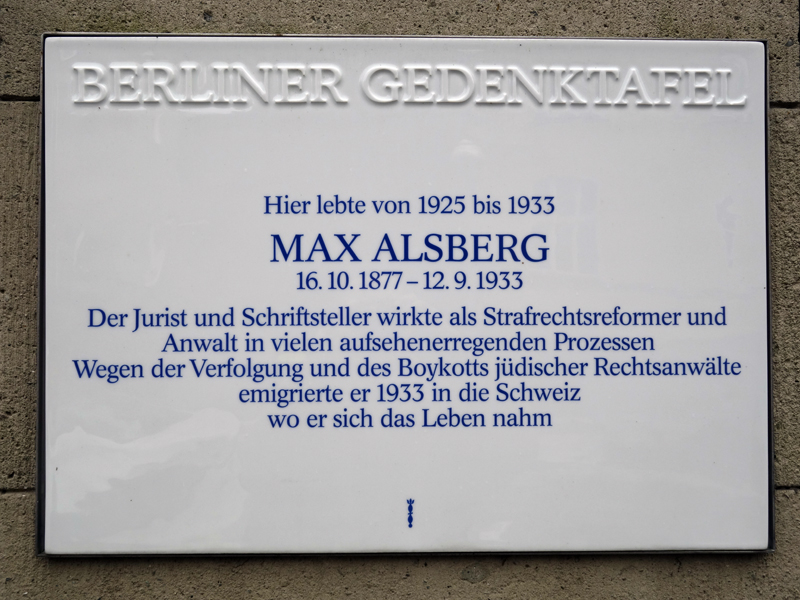 BERLINER GEDENKTAFEL
Hier lebte von 1925 bis 1933
MAX ALSBERG
16. 10. 1877 – 12. 9. 1933
Der Jurist und Schriftsteller wirkte als Strafrechtsreformer und
Anwalt in vielen aufsehenerregenden Prozessen
Wegen der Verfolgung und des Boykotts jüdischer Rechtsanwälte
emigrierte er 1933 in die Schweiz
wo er sich das Leben nahm